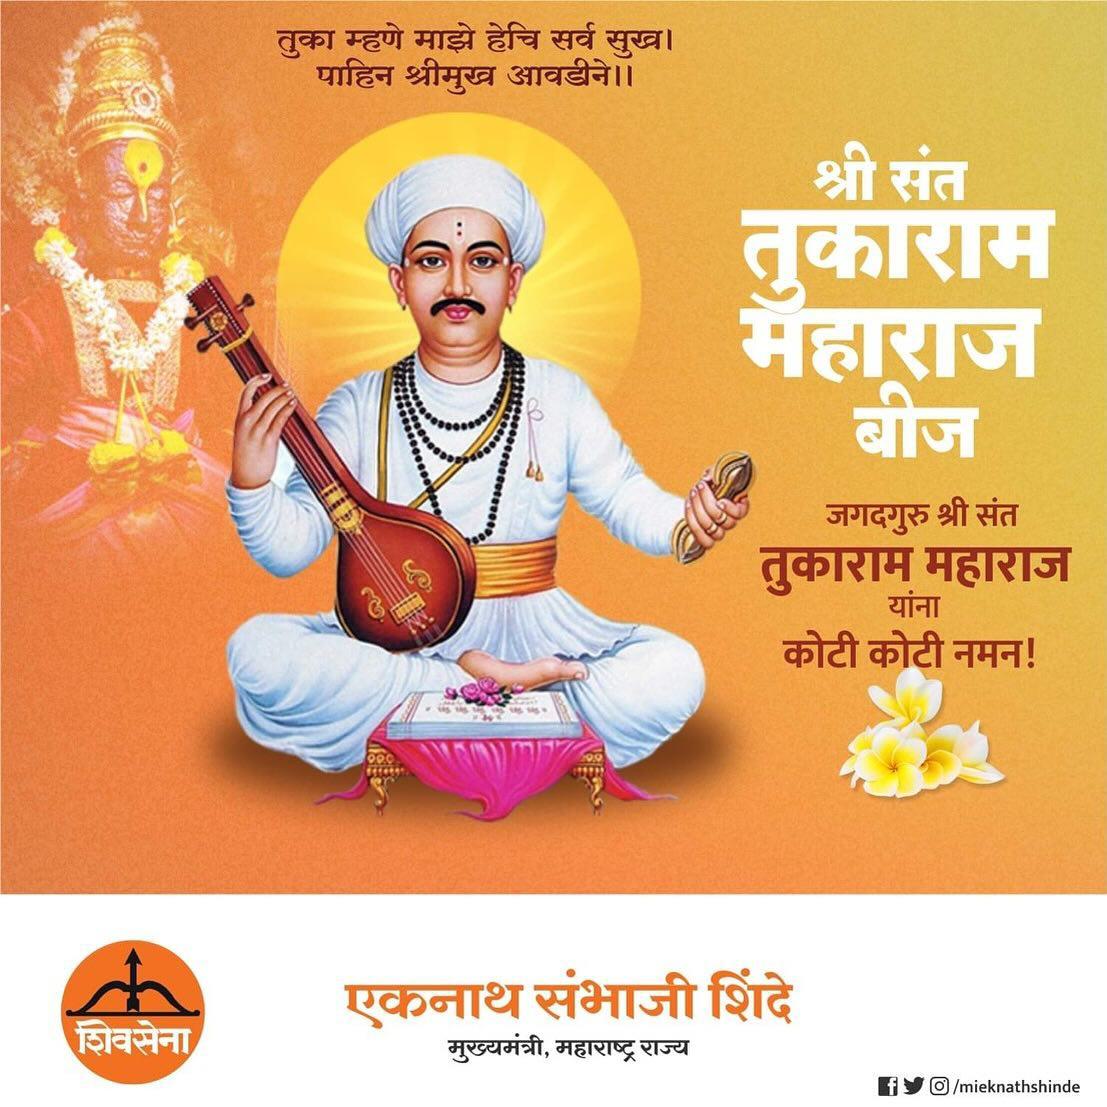 तुका म्हणे माझे हेचि सर्व सुख।
पाहिन श्रीमुख आवडीने।।
श्री संत
तुकाराम
महाराज
बीज
जगदगुरु श्री संत
तुकाराम महाराज
यांना
कोटी कोटी नमन!
शिवसेना
एकनाथ संभाजी शिंदे
मुख्यमंत्री, महाराष्ट्र राज्य
/mieknathshinde